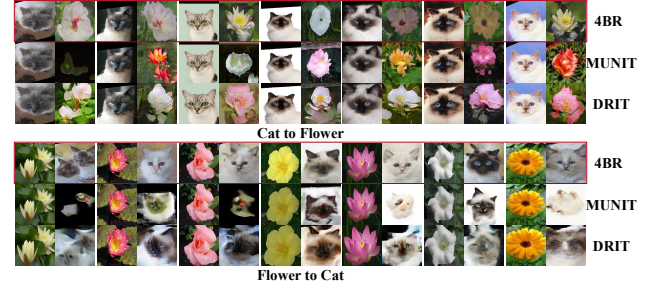 4BR
MUNIT
DRIT
Cat to Flower
4BR
MUNIT
DRIT
Flower to Cat